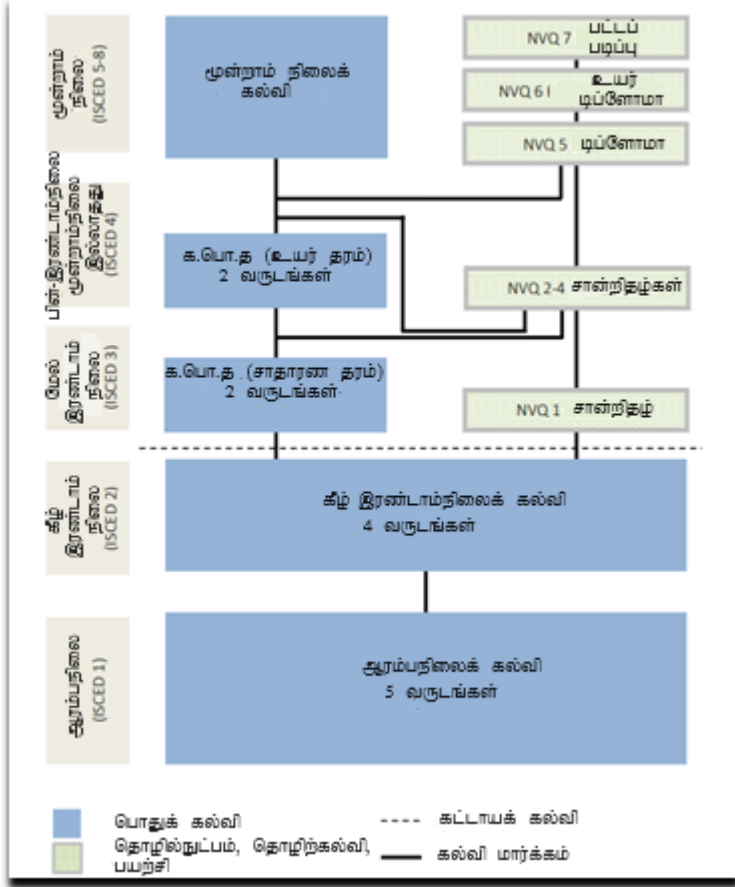 மூன்றாம்
நிலை
(ISCED 5-8)
மூன்றாம் நிலைக்
கல்வி
NVQ 7 பட்டப்
படிப்பு
NVQ 6 I உயர்
டிப்ளோமா
NVQ 5 டிப்ளோமா
பின்-இரண்டாம்நிலை
மூன்றாம்நிலை
இல்லாதது
(ISCED 4)
க.பொ.த (உயர் தரம்)
2 வருடங்கள்
NVQ 2-4 சான்றிதழ்கள்
மேல்
இரண்டாம்
நிலை
(ISCED 3)
க.பொ.த (சாதாரண தரம்)
2 வருடங்கள்
NVQ 1 சான்றிதழ்
கீழ்
இரண்டாம்
நிலை
(ISCED 2)
கீழ் இரண்டாம்நிலைக் கல்வி
4 வருடங்கள்
ஆரம்பநிலை
(ISCED 1)
ஆரம்பநிலைக் கல்வி
5 வருடங்கள்
பொதுக் கல்வி
தொழில்நுட்பம், தொழிற்கல்வி,
பயற்சி
கட்டாயக் கல்வி
கல்வி மார்க்கம்